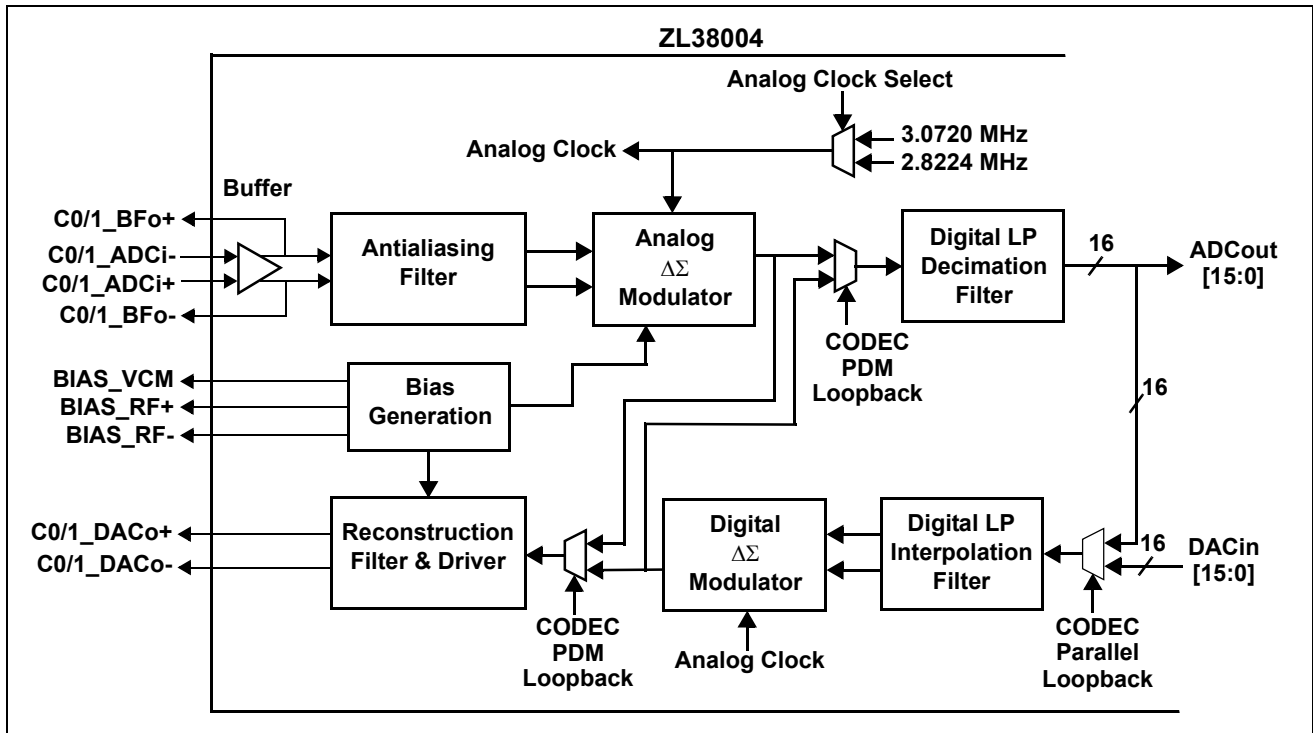 ZL38004
Analog Clock Select
3.0720 MHz
Analog Clock
2.8224 MHz
Buffer
C0/1_BFo+
C0/1_ADCi-
C0/1_ADCi+
C0/1_BFo-
Antialiasing
Filter
Analog
ΔΣ
Modulator
Digital LP
Decimation
Filter
16
ADCout
[15:0]
CODEC
PDM
Loopback
16
BIAS_VCM
BIAS_RF+
BIAS_RF-
Bias
Generation
C0/1_DACo+
C0/1_DACo-
Reconstruction
Filter & Driver
CODEC
PDM
Loopback
Digital
ΔΣ
Modulator
Analog Clock
Digital LP
Interpolation
Filter
16
DACin
[15:0]
CODEC
Parallel
Loopback